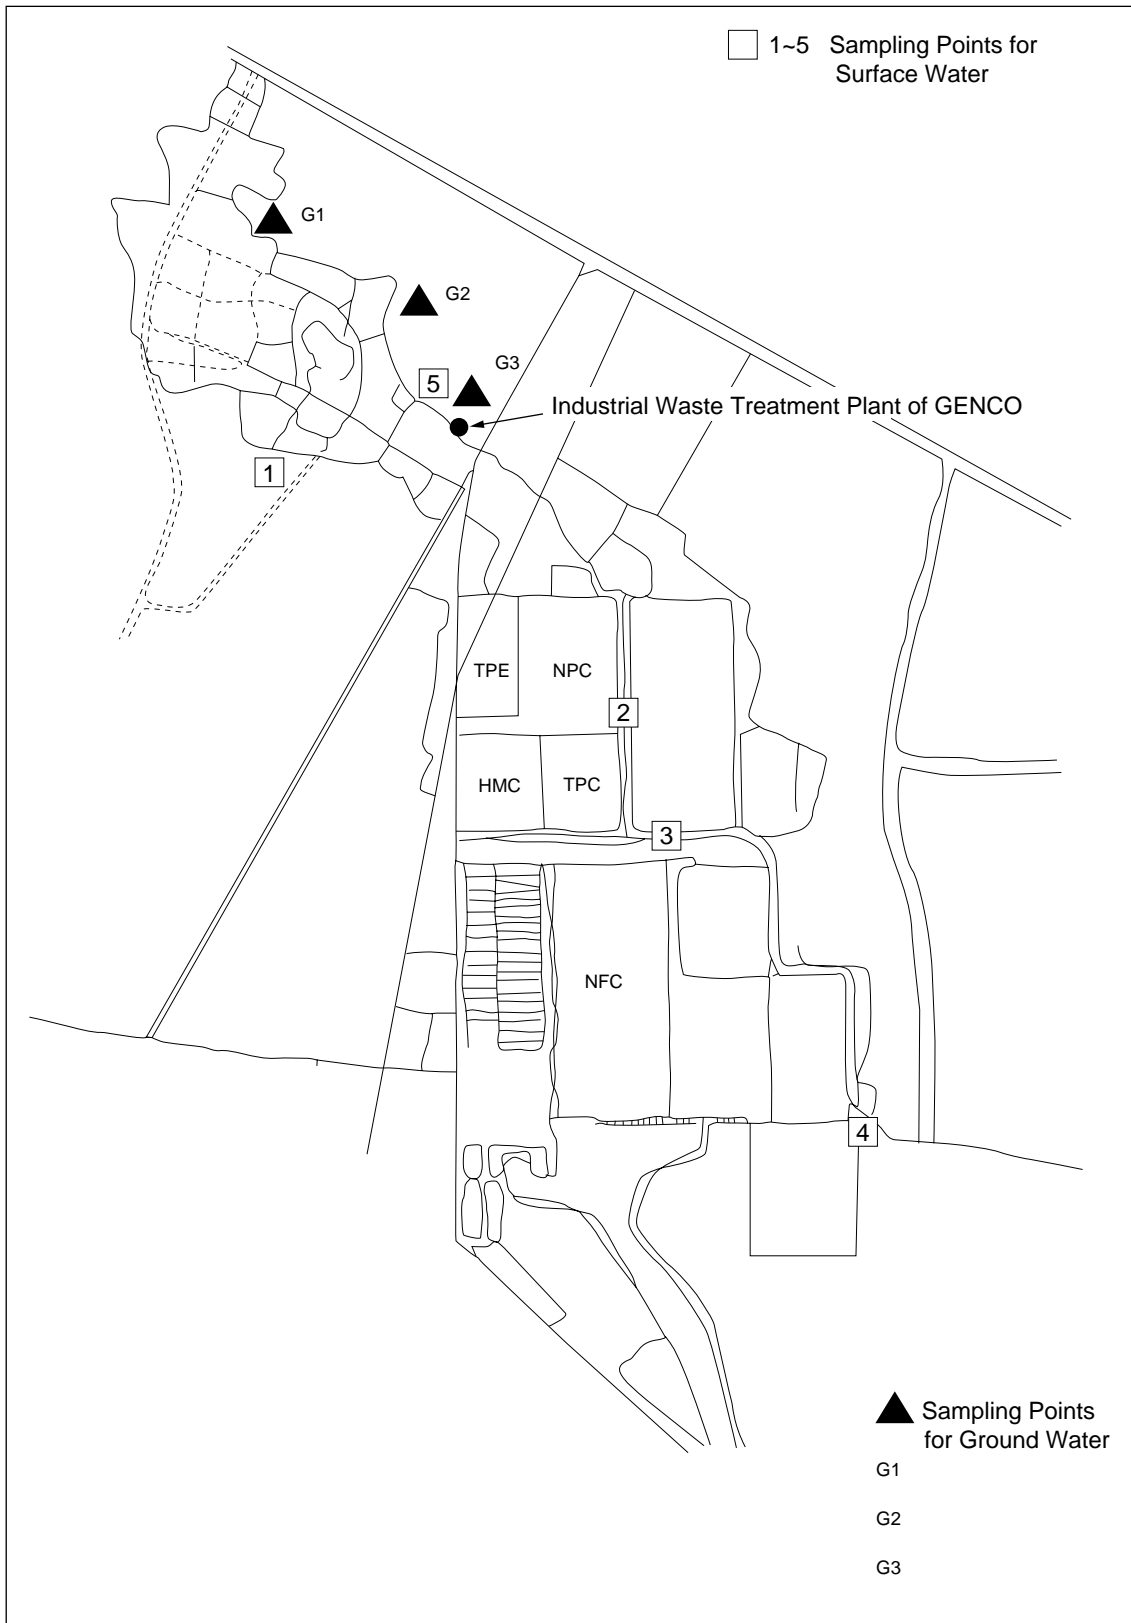 1~5 Sampling Points for
Surface Water
G1
G2
G3
5
Industrial Waste Treatment Plant of GENCO
1
TPE
NPC
2
HMC
TPC
3
NFC
4
Sampling Points
for Ground Water
G1
G2
G3